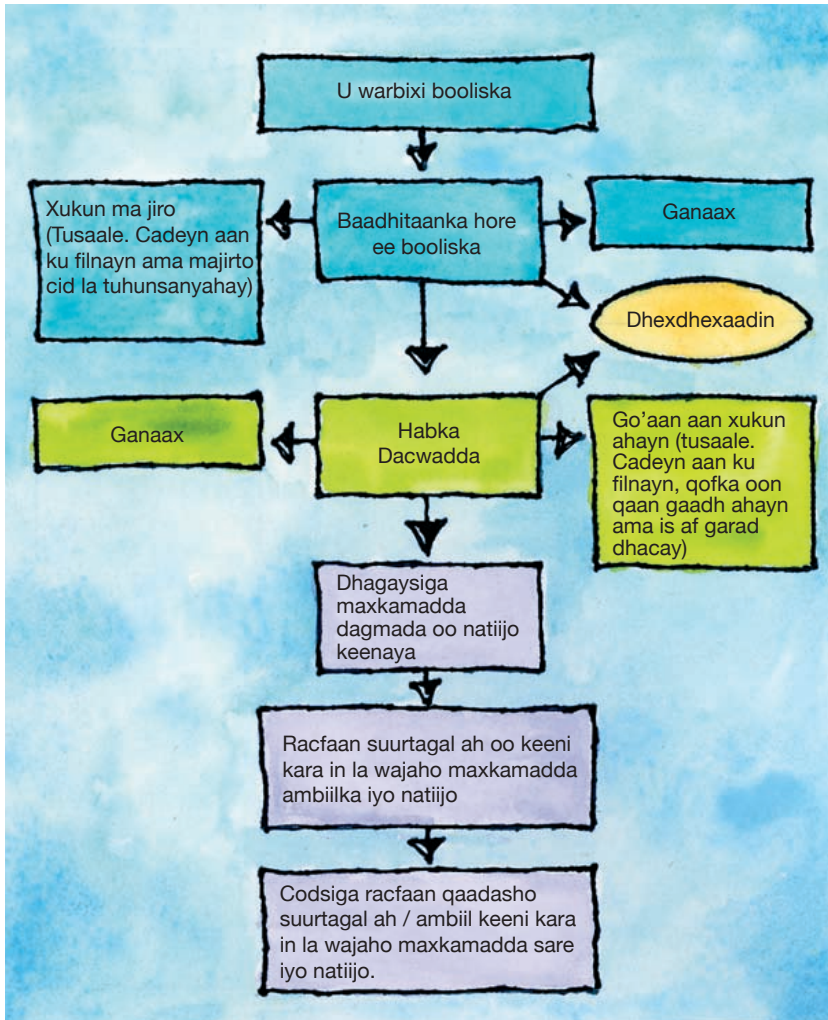 U warbixi booliska
Xukun ma jiro
(Tusaale. Cadeyn aan
ku filnayn ama majirto
cid la tuhunsanyahay)
Baadhitaanka hore
ee booliska
Ganaax
Dhexdhexaadin
Ganaax
Habka
Dacwadda
Go’aan aan xukun
ahayn (tusaale.
Cadeyn aan ku
filnayn, qofka oon
qaan gaadh ahayn
ama is af garad
dhacay)
Dhagaysiga
maxkamadda
dagmada oo natiijo
keenaya
Racfaan suurtagal ah oo keeni
kara in la wajaho maxkamadda
ambiilka iyo natiijo
Codsiga racfaan qaadasho
suurtagal ah / ambiil keeni kara
in la wajaho maxkamadda sare
iyo natiijo.